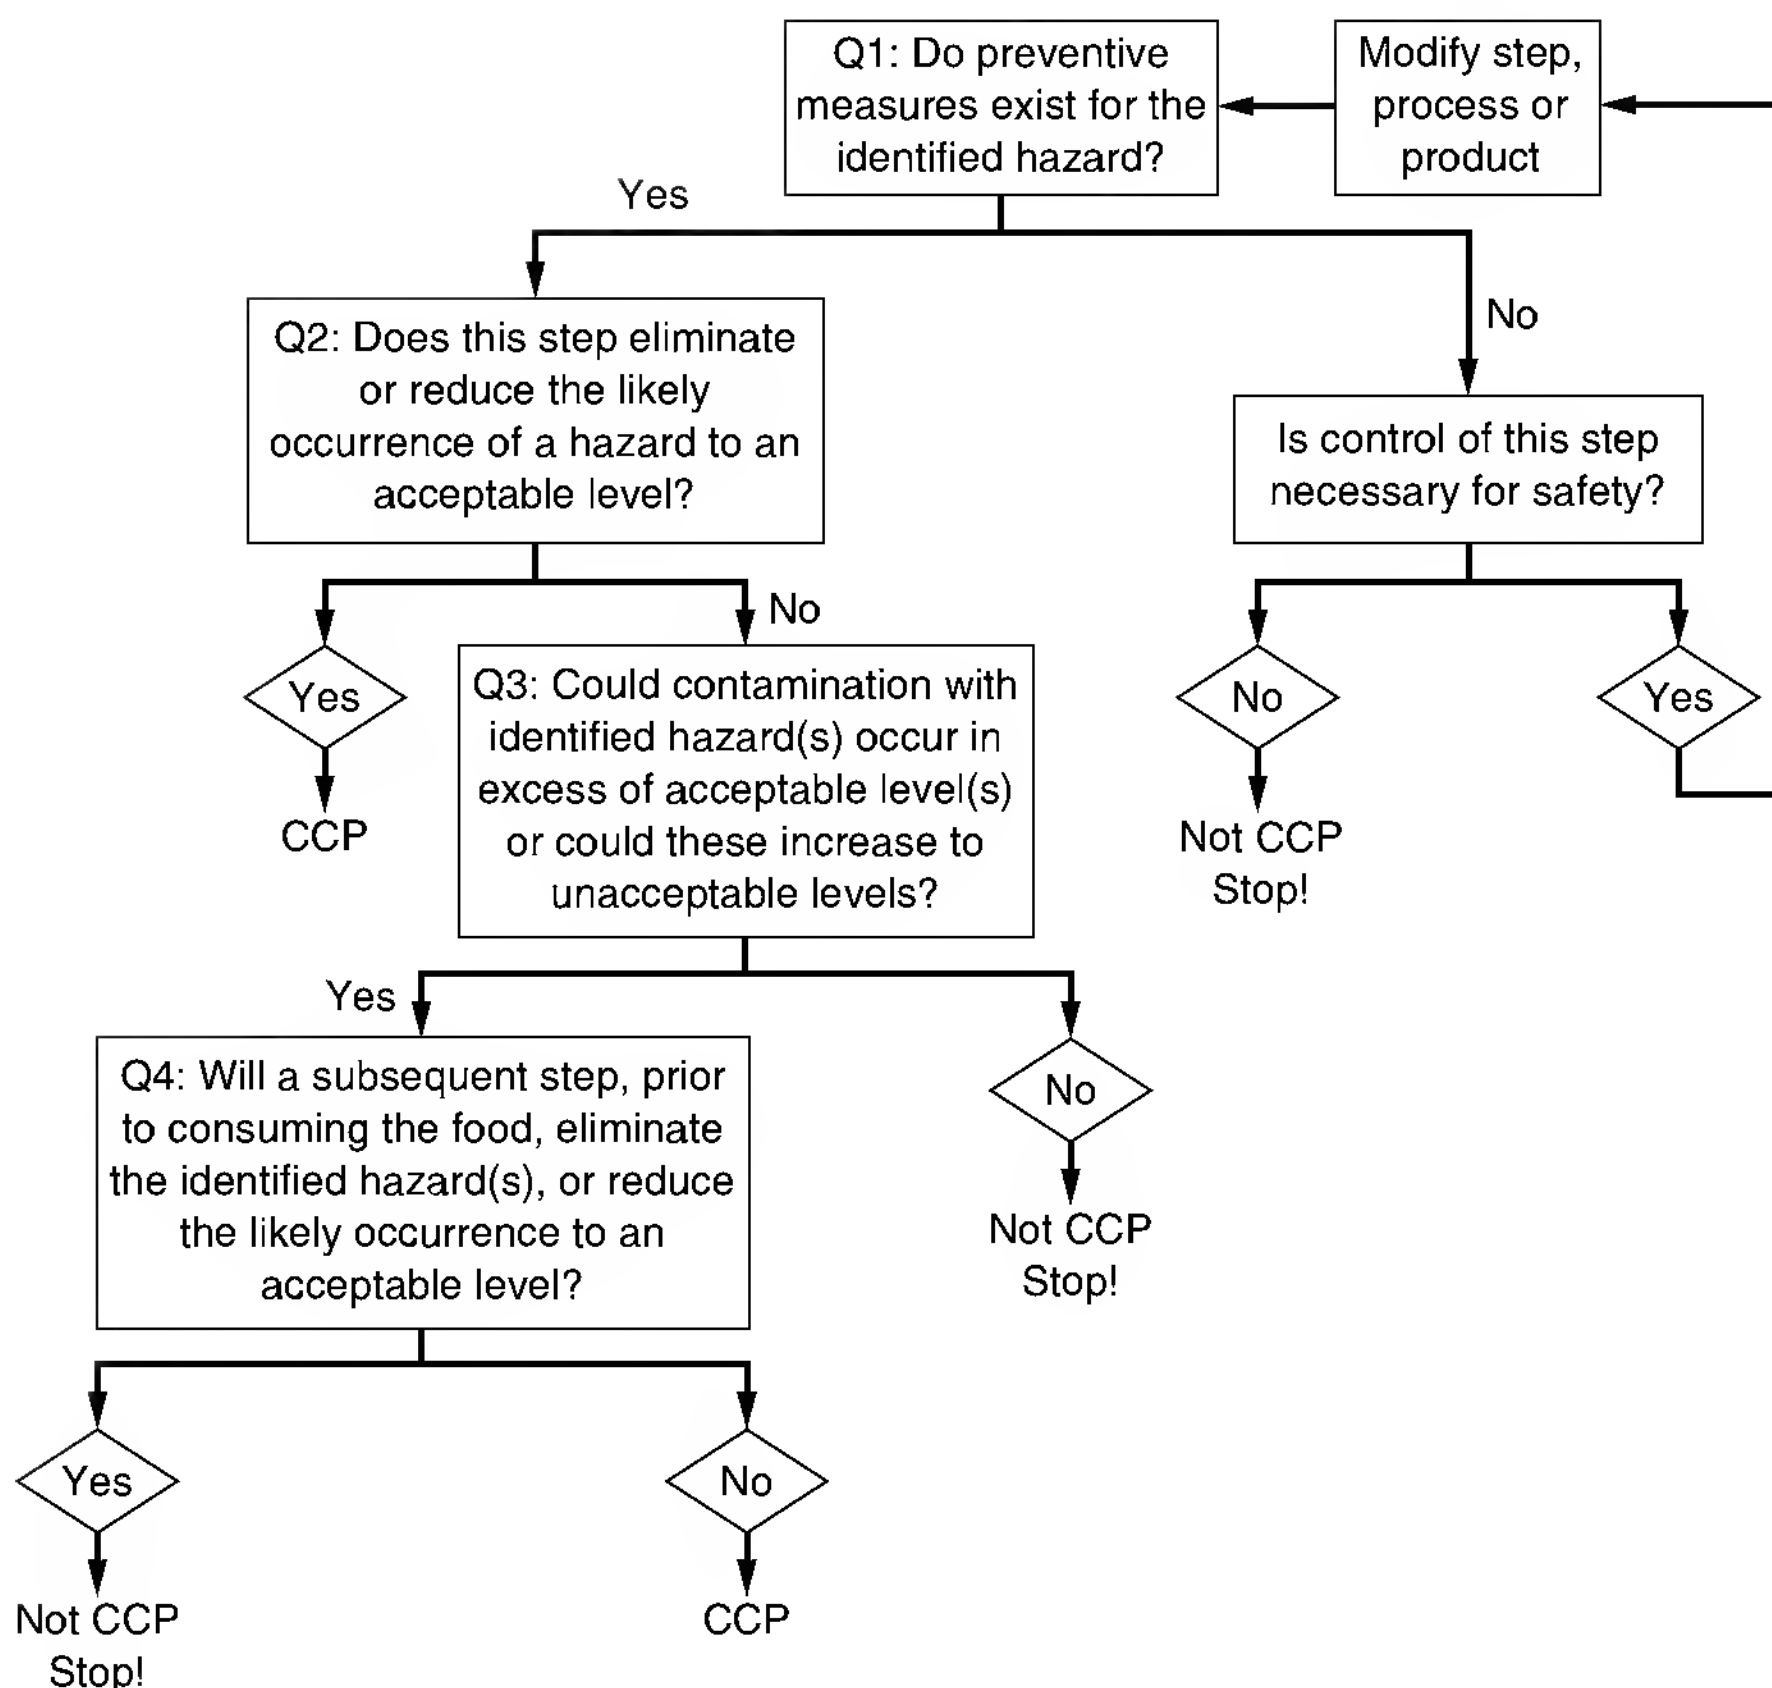 Q1: Do preventive
measures exist for the
identified hazard?
Modify step,
process or
product
Yes
No
Q2: Does this step eliminate
or reduce the likely
occurrence of a hazard to an
acceptable level?
Is control of this step
necessary for safety?
Yes
CCP
No
No
Not CCP
Stop!
Yes
Q3: Could contamination with
identified hazard(s) occur in
excess of acceptable level(s)
or could these increase to
unacceptable levels?
Yes
No
Not CCP
Stop!
Q4: Will a subsequent step, prior
to consuming the food, eliminate
the identified hazard(s), or reduce
the likely occurrence to an
acceptable level?
Yes
Not CCP
Stop!
No
CCP